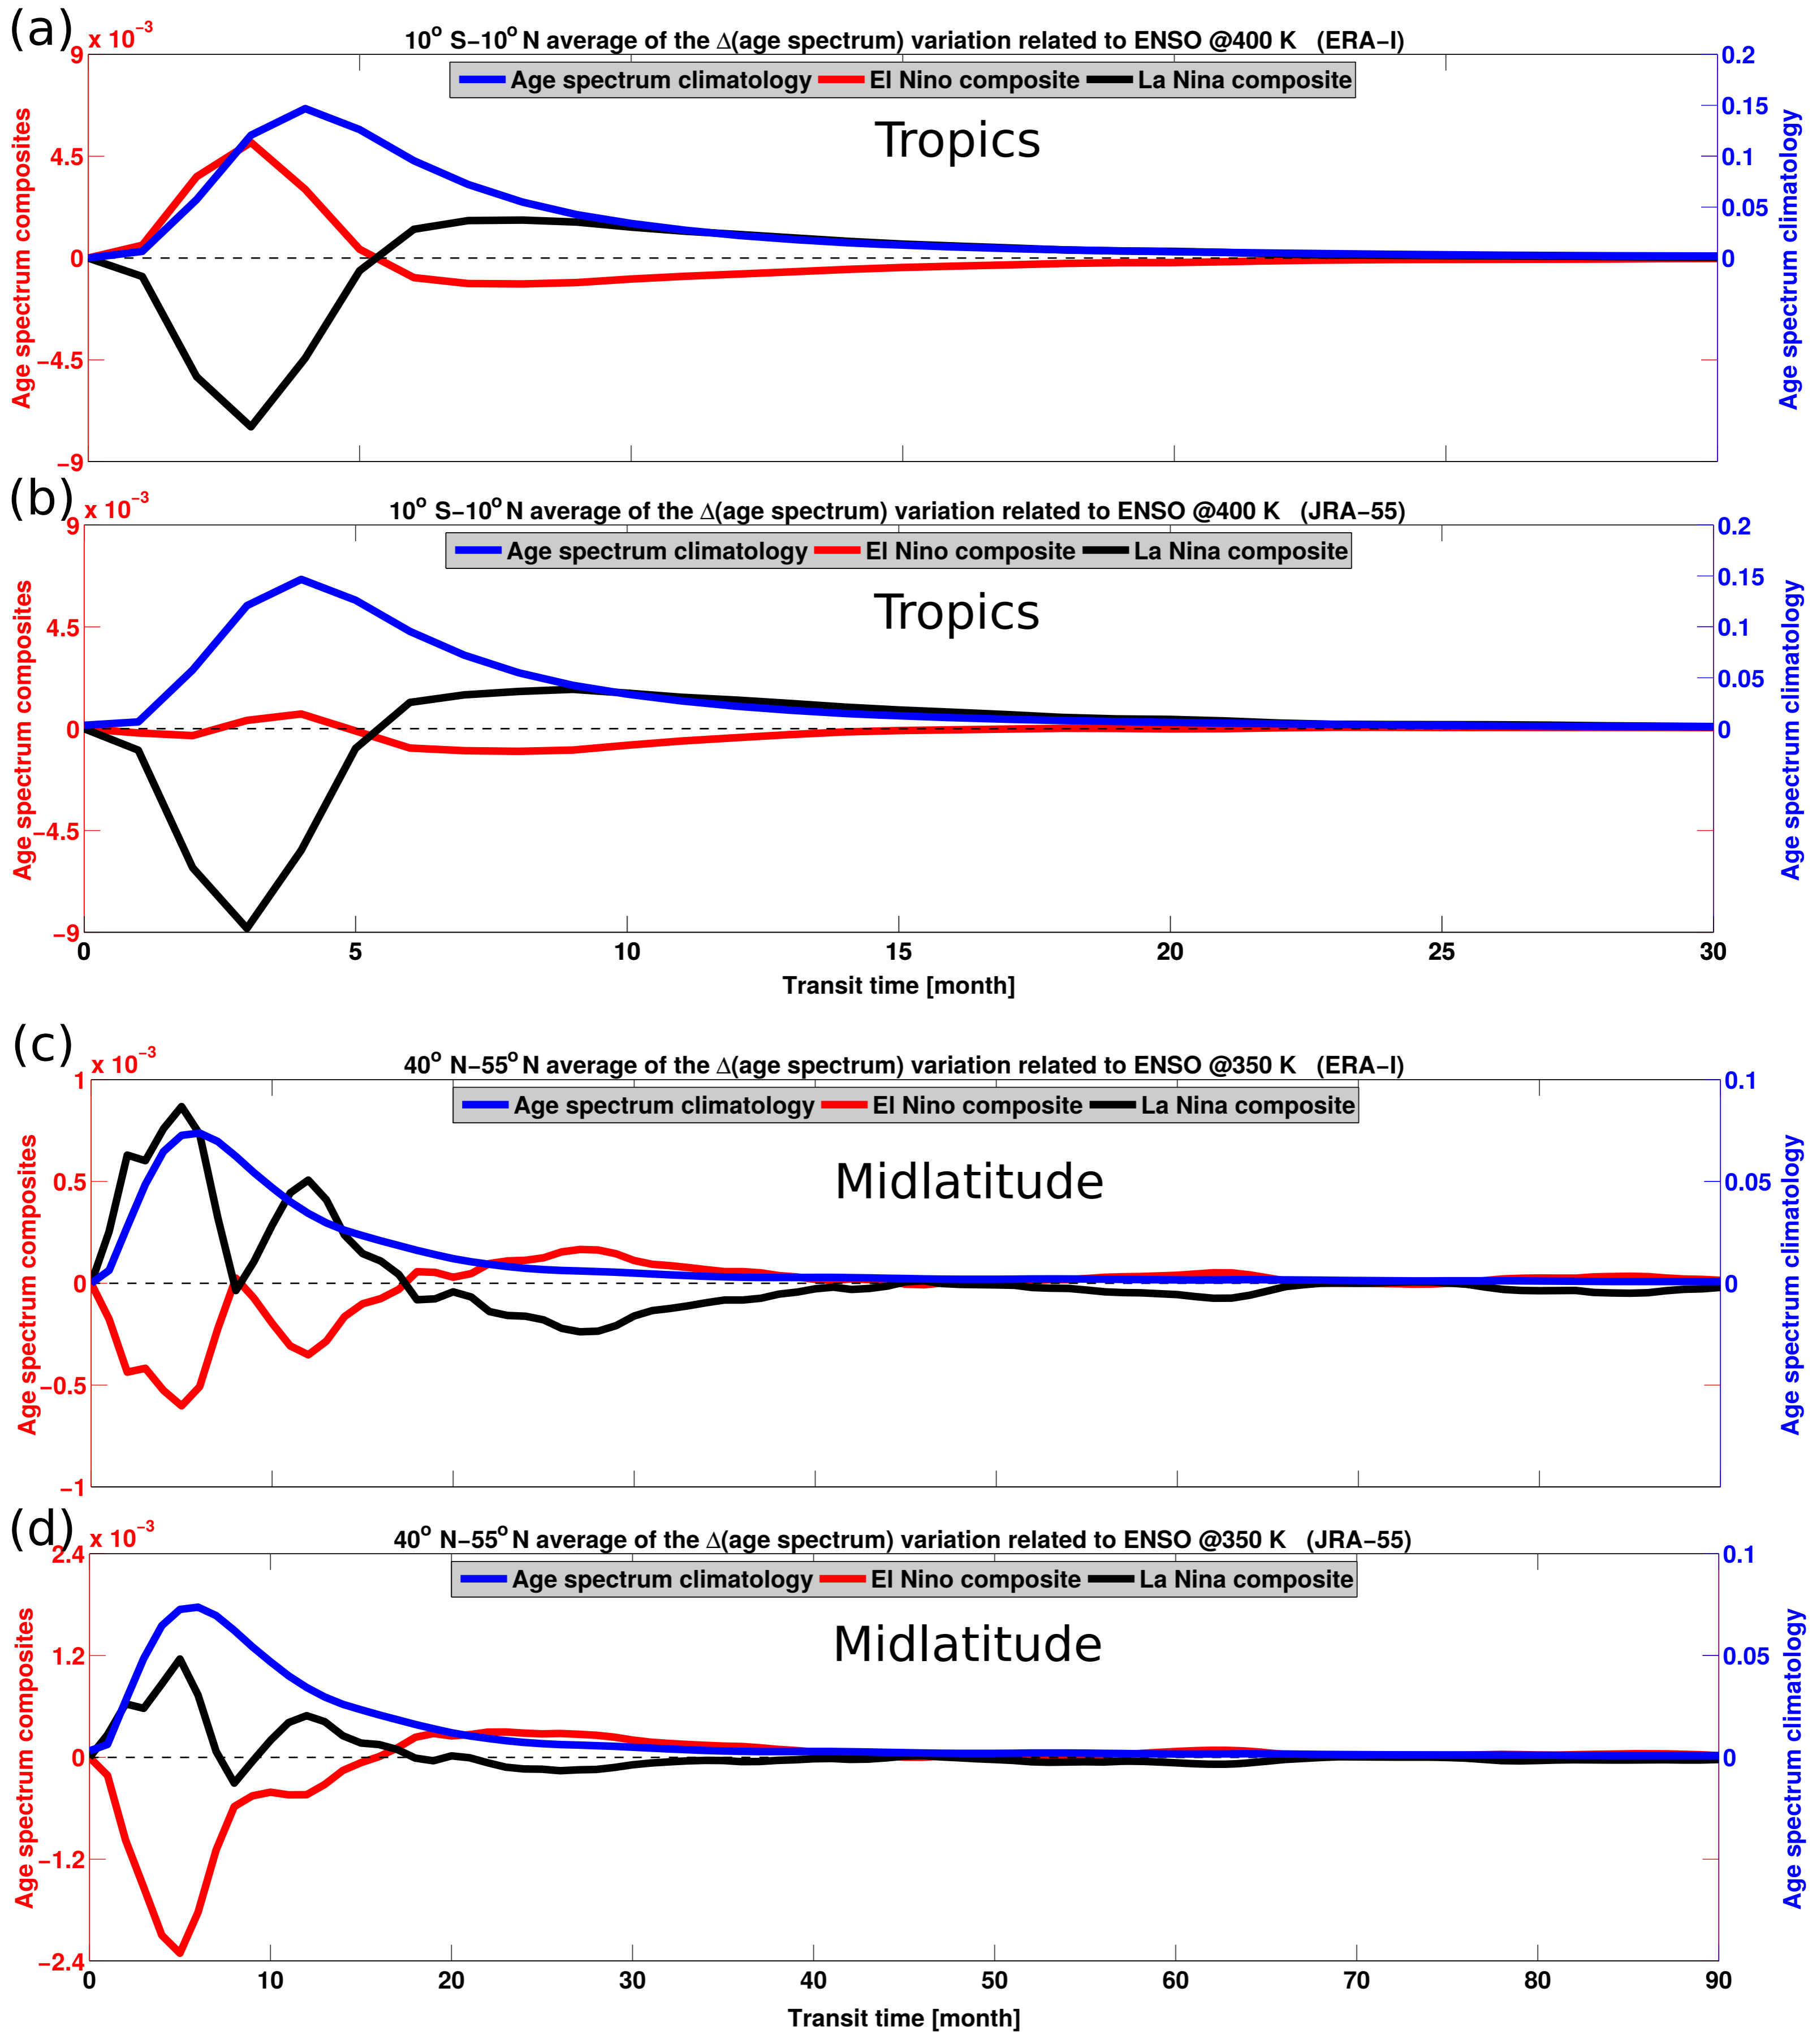 (a)
x 10⁻³
10° S−10° N average of the Δ(age spectrum) variation related to ENSO @400 K (ERA−I)
Age spectrum climatology El Nino composite La Nina composite
Tropics
Age spectrum composites
9
4.5
0
−4.5
−9
0.2
0.15
0.1
0.05
0
Age spectrum climatology
(b)
x 10⁻³
10° S−10° N average of the Δ(age spectrum) variation related to ENSO @400 K (JRA−55)
Age spectrum climatology El Nino composite La Nina composite
Tropics
Age spectrum composites
9
4.5
0
−4.5
−9
0.2
0.15
0.1
0.05
0
Age spectrum climatology
0 5 10 15 20 25 30
Transit time [month]
(c)
x 10⁻³
40° N−55° N average of the Δ(age spectrum) variation related to ENSO @350 K (ERA−I)
Age spectrum climatology El Nino composite La Nina composite
Midlatitude
Age spectrum composites
1
0.5
0
−0.5
−1
0.1
0.05
0
Age spectrum climatology
(d)
x 10⁻³
40° N−55° N average of the Δ(age spectrum) variation related to ENSO @350 K (JRA−55)
Age spectrum climatology El Nino composite La Nina composite
Midlatitude
Age spectrum composites
2.4
1.2
0
−1.2
−2.4
0.1
0.05
0
Age spectrum climatology
0 10 20 30 40 50 60 70 80 90
Transit time [month]